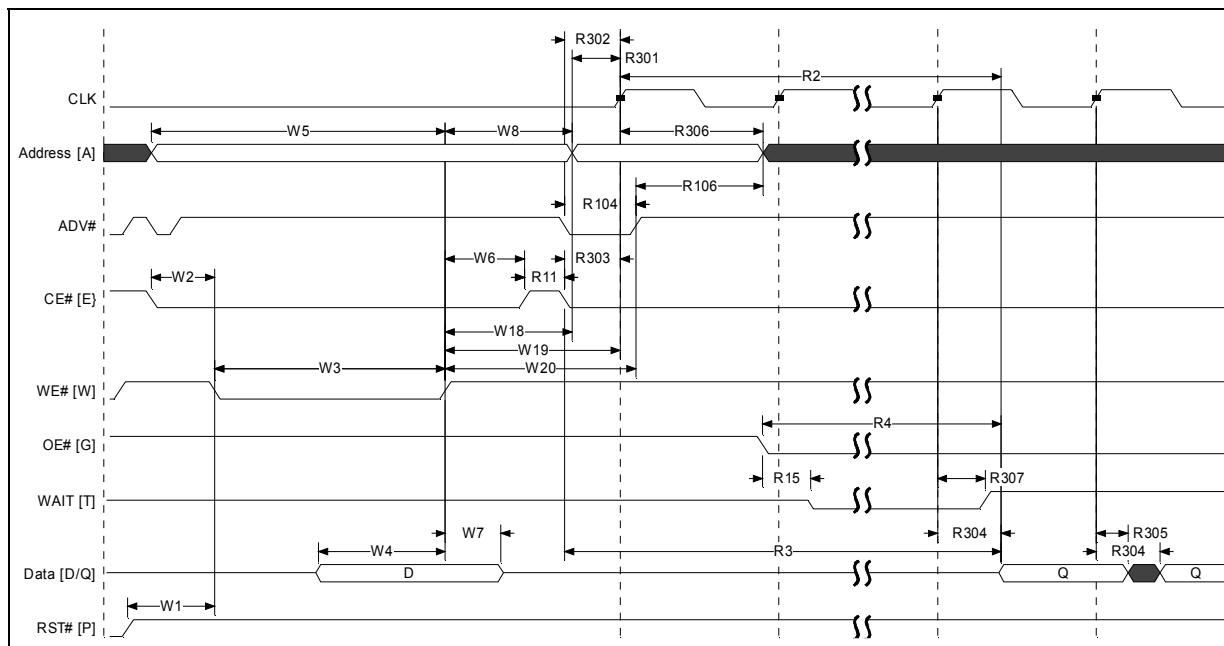 R302
R301
R2
CLK
W5
W8
R306
Address [A]
R106
R104
ADV#
W6
R303
W2
R11
CE# [E}
W18
W19
W3
W20
WE# [W]
R4
OE# [G]
R15
R307
WAIT [T]
W7
R304
R305
W4
R3
R304
Data [D/Q]
D
Q
Q
W1
RST# [P]